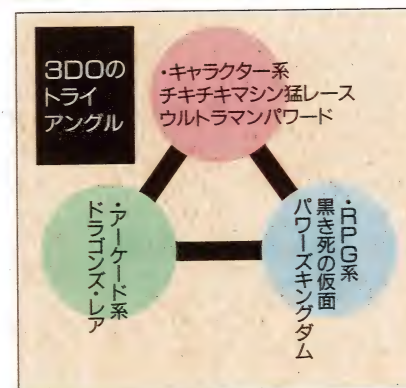 3DOの
トライ
アングル
・キャラクター系
チキチキマシン猛レース
ウルトラマンパワード
・アーケード系
ドラゴンズ・レア
・RPG系
黒き死の仮面
パワーズキングダム